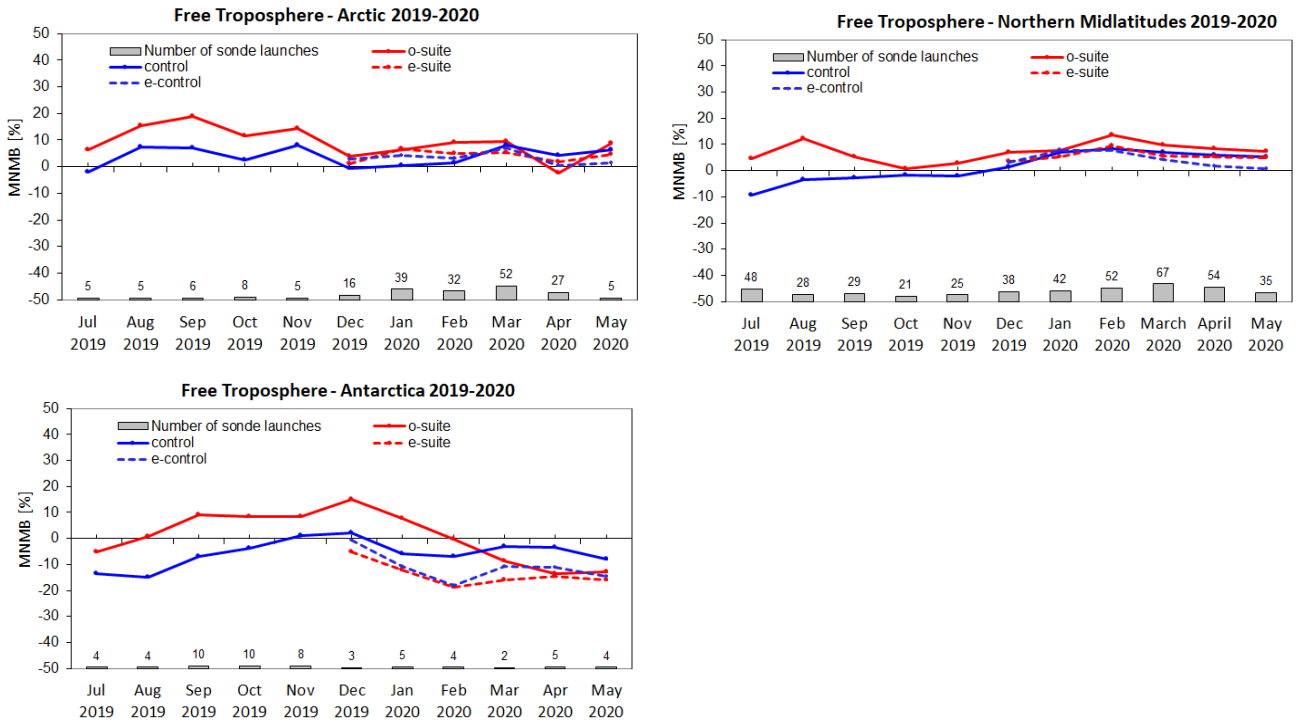 Free Troposphere - Arctic 2019-2020
50
40
30
20
10
0
-10
-20
-30
-40
-50
MNMB [%]
Number of sonde launches
o-suite
control
e-suite
e-control
5 5 6 8 5 16 39 32 52 27 5
Jul Aug Sep Oct Nov Dec Jan Feb Mar Apr May
2019 2019 2019 2019 2019 2019 2020 2020 2020 2020 2020
Free Troposphere - Northern Midlatitudes 2019-2020
50
40
30
20
10
0
-10
-20
-30
-40
-50
MNMB [%]
Number of sonde launches
o-suite
control
e-suite
e-control
48 28 29 21 25 38 42 52 67 54 35
Jul Aug Sep Oct Nov Dec Jan Feb March April May
2019 2019 2019 2019 2019 2019 2020 2020 2020 2020 2020
Free Troposphere - Antarctica 2019-2020
50
40
30
20
10
0
-10
-20
-30
-40
-50
MNMB [%]
Number of sonde launches
o-suite
control
e-suite
e-control
4 4 10 10 8 3 5 4 2 5 4
Jul Aug Sep Oct Nov Dec Jan Feb Mar Apr May
2019 2019 2019 2019 2019 2019 2020 2020 2020 2020 2020